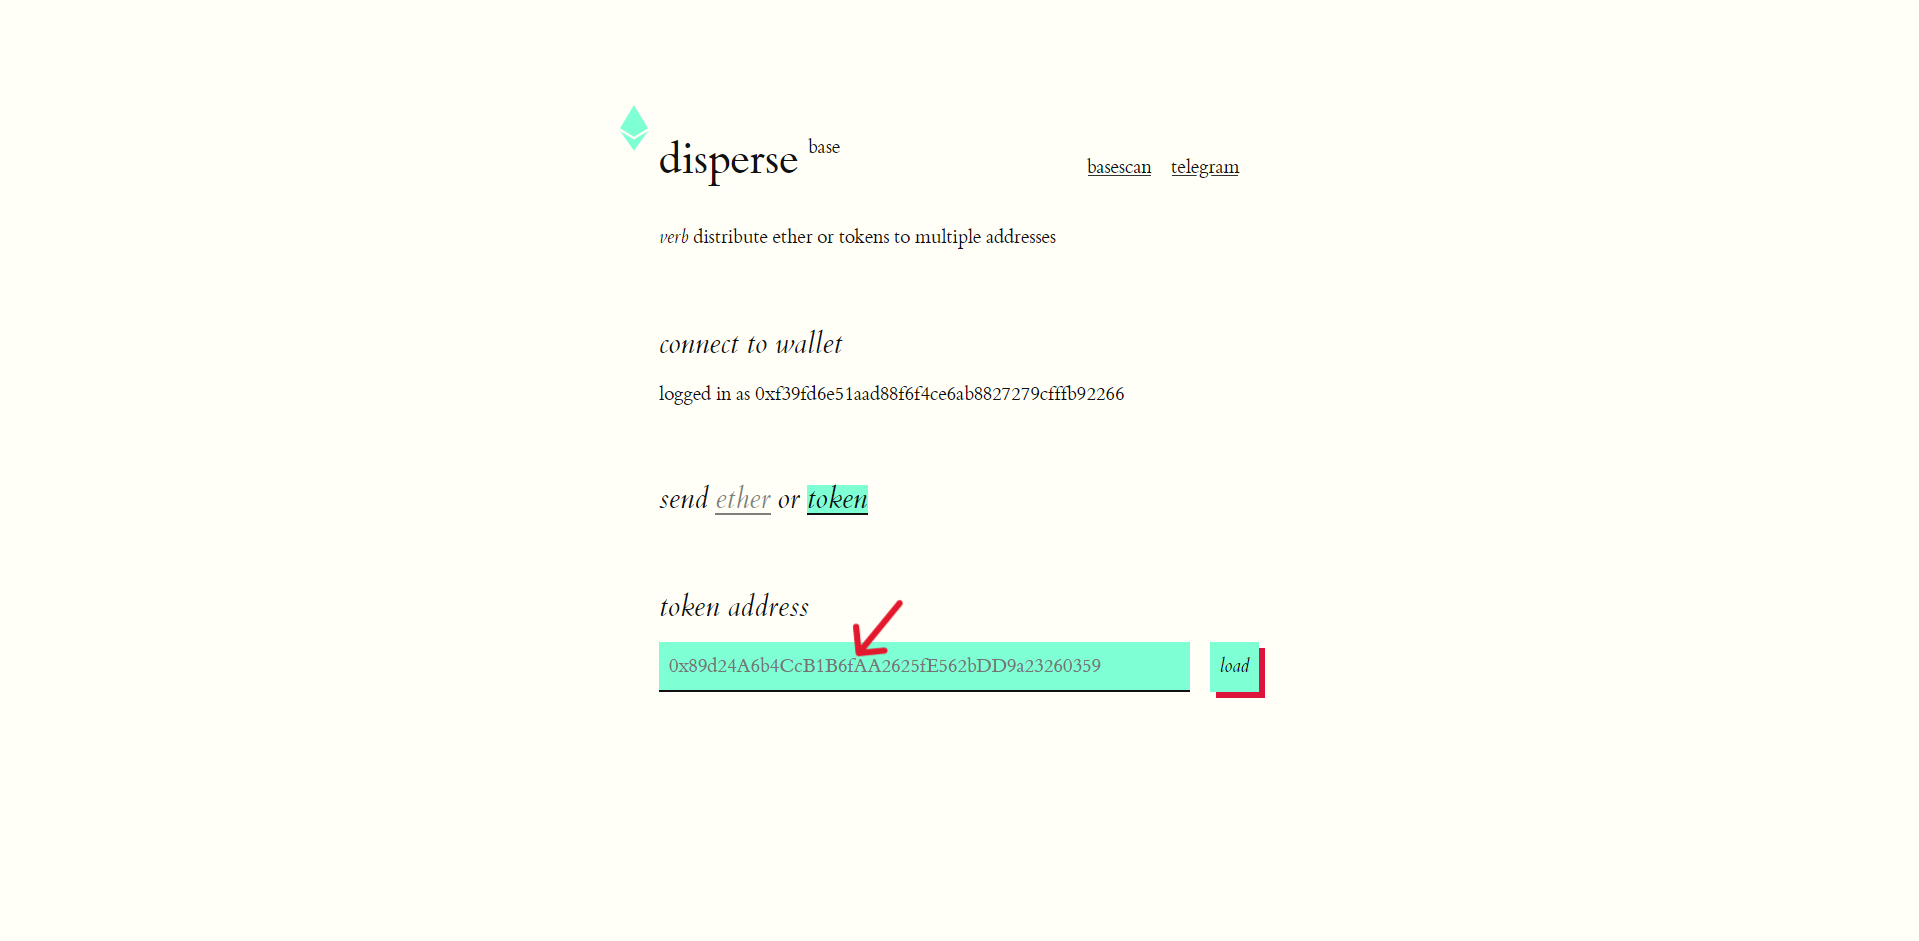 disperse base
basescan telegram
verb distribute ether or tokens to multiple addresses
connect to wallet
logged in as 0xf39fd6e51aad88f6f4ce6ab8827279cfffb92266
send ether or token
token address
0x89d24A6b4CcB1B6fAA2625fE562bDD9a23260359
load